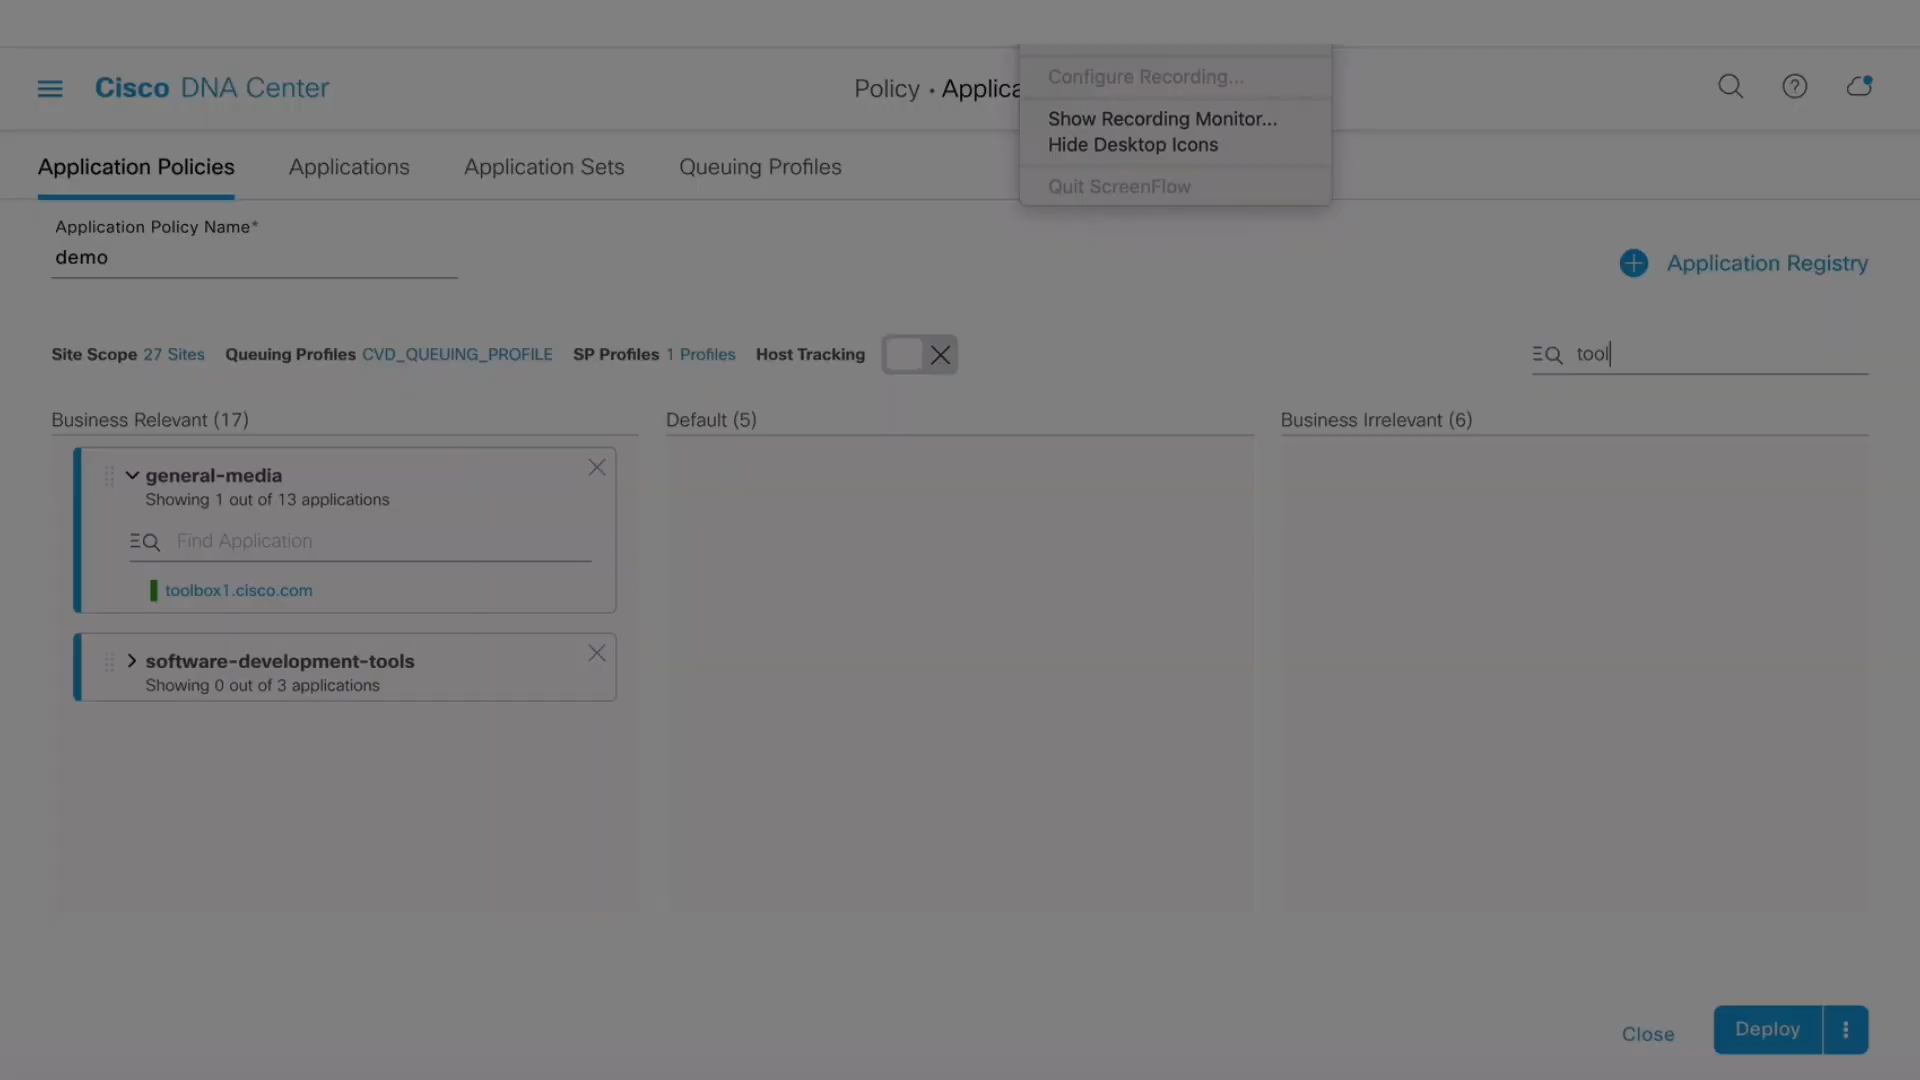 Cisco DNA Center
Policy · Applica
Configure Recording...
Show Recording Monitor...
Hide Desktop Icons
Quit ScreenFlow
Application Policies
Applications
Application Sets
Queuing Profiles
Application Policy Name*
demo
Application Registry
Site Scope 27 Sites Queuing Profiles CVD_QUEUING_PROFILE SP Profiles 1 Profiles Host Tracking
tool
Business Relevant (17)
Default (5)
Business Irrelevant (6)
general-media
Showing 1 out of 13 applications
Find Application
toolbox1.cisco.com
software-development-tools
Showing 0 out of 3 applications
Close
Deploy